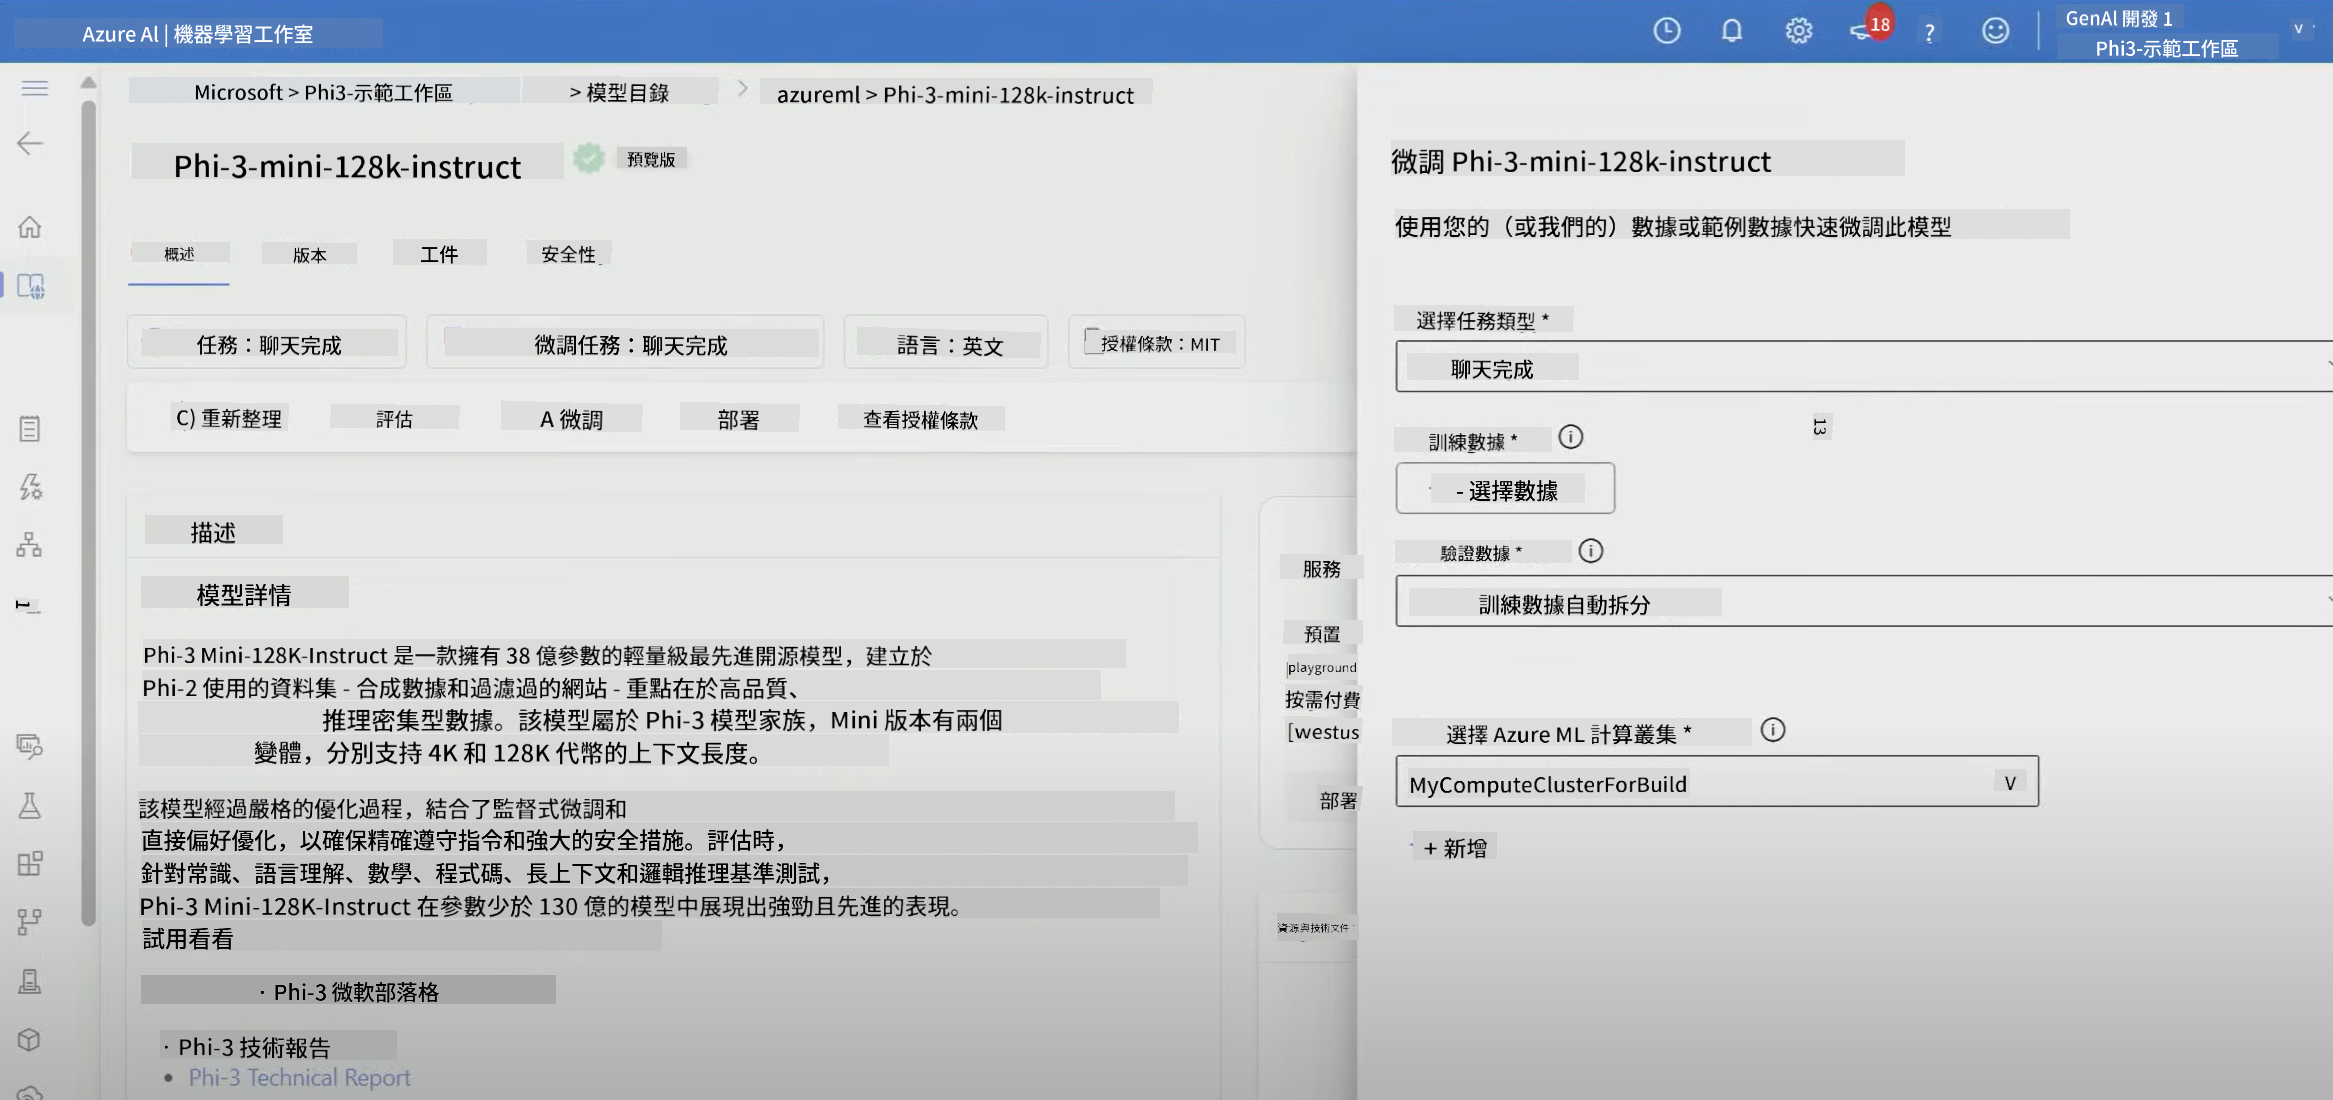 Azure Al | 機器學習工作室
18
?
GenAl 開發 1
Phi3-示範工作區
Microsoft > Phi3-示範工作區 > 模型目錄 > azureml > Phi-3-mini-128k-instruct
Phi-3-mini-128k-instruct
預覽版
概述
版本
工件
安全性
任務：聊天完成
微調任務：聊天完成
語言：英文
授權條款：MIT
C) 重新整理
評估
A 微調
部署
查看授權條款
描述
模型詳情
Phi-3 Mini-128K-Instruct 是一款擁有 38 億參數的輕量級最先進開源模型，建立於
Phi-2 使用的資料集 - 合成數據和過濾過的網站 - 重點在於高品質、
推理密集型數據。該模型屬於 Phi-3 模型家族，Mini 版本有兩個
變體，分別支持 4K 和 128K 代幣的上下文長度。
該模型經過嚴格的優化過程，結合了監督式微調和
直接偏好優化，以確保精確遵守指令和強大的安全措施。評估時，
針對常識、語言理解、數學、程式碼、長上下文和邏輯推理基準測試，
Phi-3 Mini-128K-Instruct 在參數少於 130 億的模型中展現出強勁且先進的表現。
試用看看
· Phi-3 微軟部落格
· Phi-3 技術報告
• Phi-3 Technical Report
服務
預置
playground
按需付費
[westus
部署
資源與技術文件：
微調 Phi-3-mini-128k-instruct
使用您的（或我們的）數據或範例數據快速微調此模型
選擇任務類型 *
聊天完成
13
訓練數據 *
- 選擇數據
驗證數據 *
訓練數據自動拆分
選擇 Azure ML 計算叢集 *
MyComputeClusterForBuild
V
+ 新增